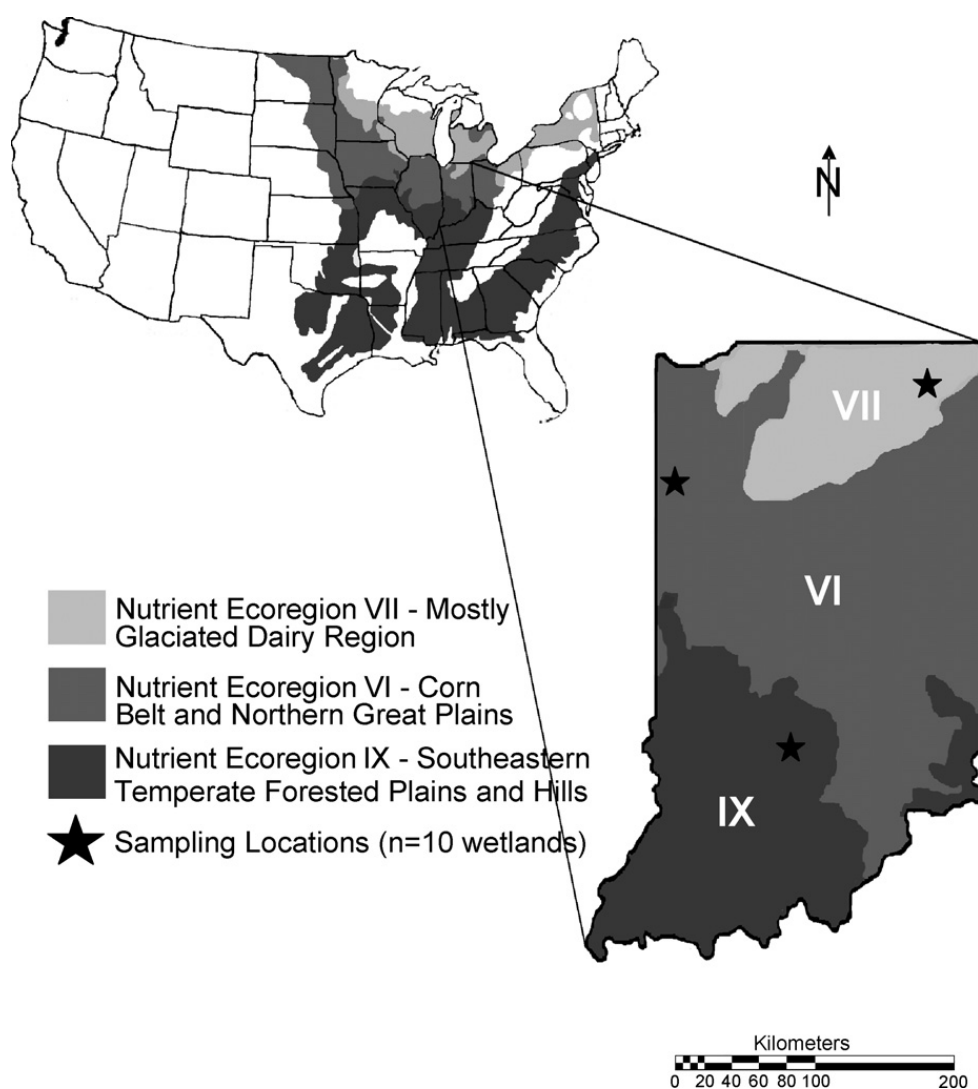 N
VII
VI
IX
Nutrient Ecoregion VII - Mostly
Glaciated Dairy Region
Nutrient Ecoregion VI - Corn
Belt and Northern Great Plains
Nutrient Ecoregion IX - Southeastern
Temperate Forested Plains and Hills
Sampling Locations (n=10 wetlands)
Kilometers
0 20 40 60 80 100 200